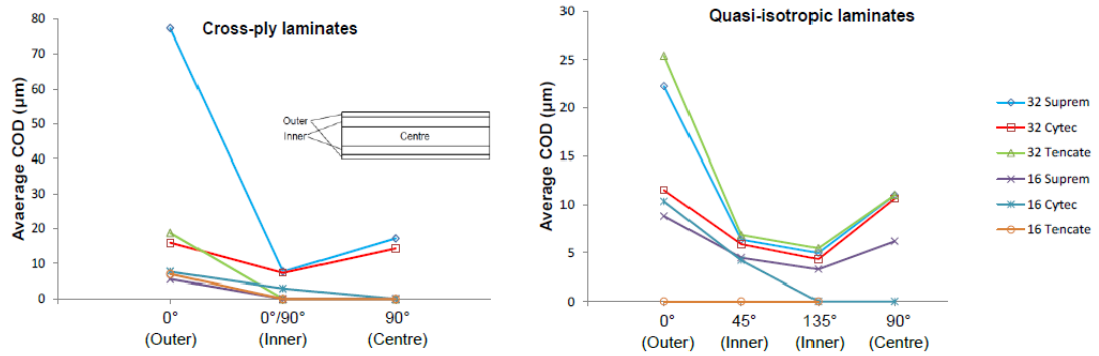 Cross-ply laminates
Avaerage COD (µm)
80
70
60
50
40
30
20
10
0
Outer
Inner
Centre
0°
(Outer)
0°/90°
(Inner)
90°
(Centre)
Quasi-isotropic laminates
Average COD (µm)
30
25
20
15
10
5
0
0°
(Outer)
45°
(Inner)
135°
(Inner)
90°
(Centre)
32 Suprem
32 Cytec
32 Tencate
16 Suprem
16 Cytec
16 Tencate